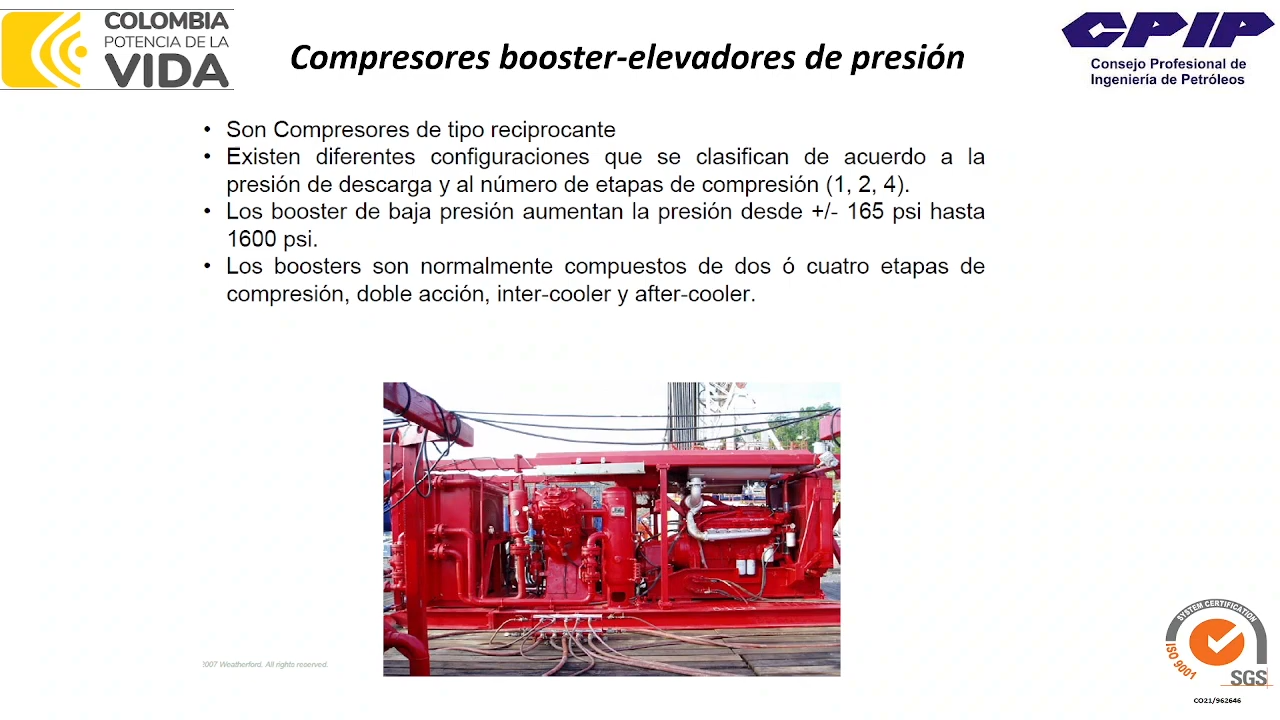 COLOMBIA
POTENCIA DE LA
VIDA
Compresores booster-elevadores de presión
CPIP
Consejo Profesional de
Ingeniería de Petróleos
• Son Compresores de tipo reciprocante
• Existen diferentes configuraciones que se clasifican de acuerdo a la
presión de descarga y al número de etapas de compresión (1, 2, 4).
• Los booster de baja presión aumentan la presión desde +/- 165 psi hasta
1600 psi.
• Los boosters son normalmente compuestos de dos ó cuatro etapas de
compresión, doble acción, inter-cooler y after-cooler.
2007 Weatherford. All rights reserved.
SYSTEM CERTIFICATION
ISO 9001
SGS
CO21/962646